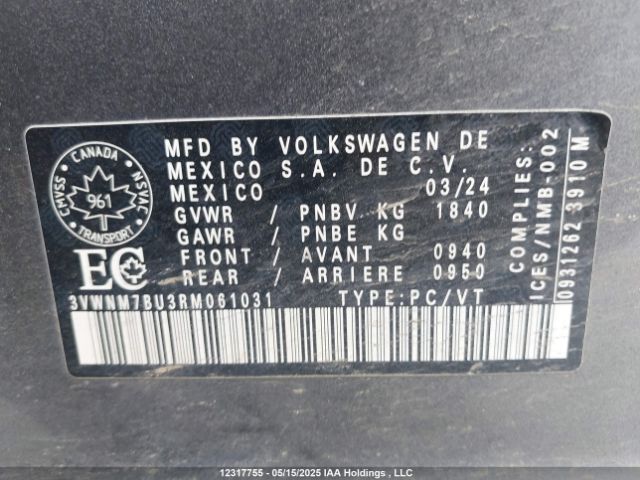 CANADA
CMVSS
NSVAC
961
TRANSPORT
EC
MFD BY VOLKSWAGEN DE
MEXICO S.A. DE C.V.
MEXICO 03/24
GVWR / PNBV KG 1840
GAWR / PNBE KG
FRONT / AVANT 0940
REAR / ARRIERE 0950
3VWNM7BU3RM061031 TYPE:PC/VT
COMPLIES:
ICES/NMB-002
0931262 3910 M
12317755 - 05/15/2025 IAA Holdings , LLC